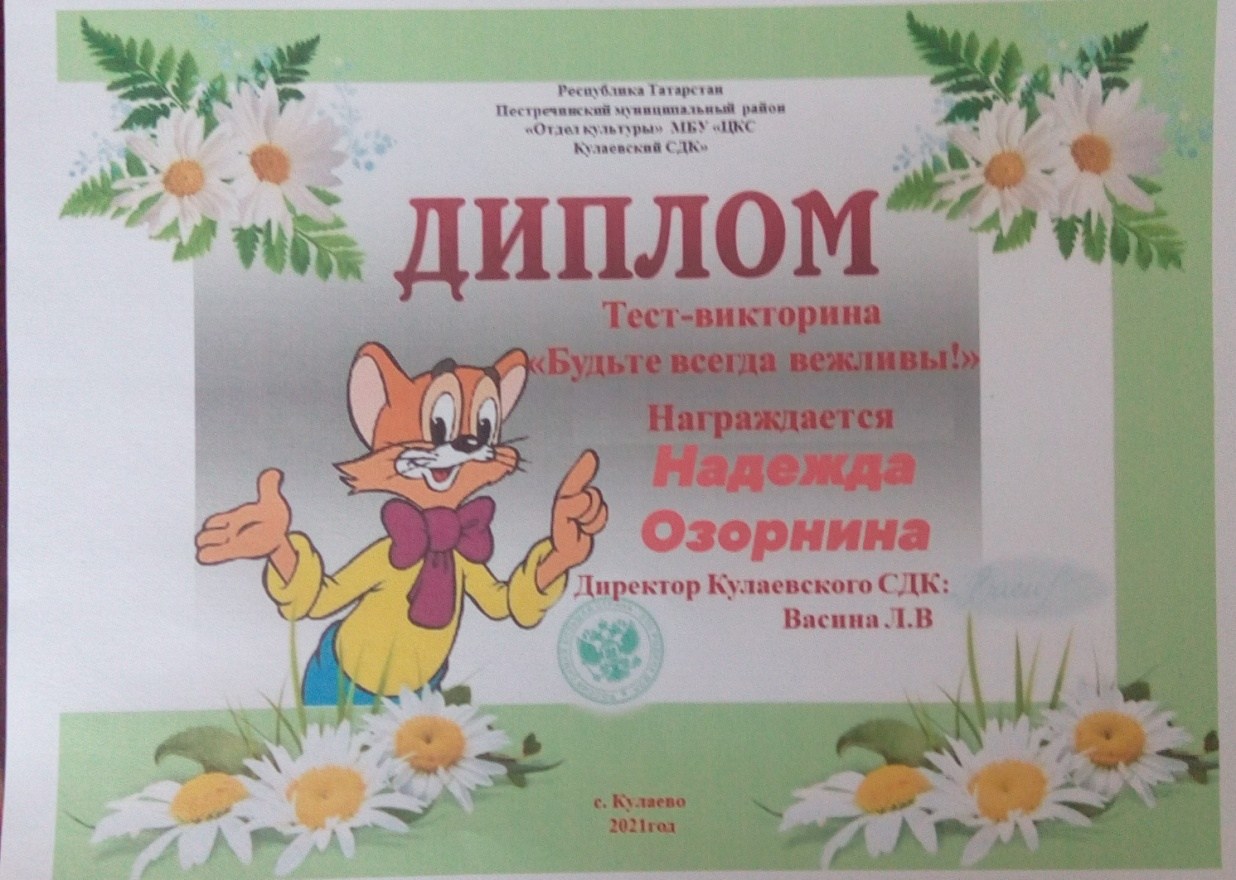 Республика Татарстан
Пестречинский муниципальный район
«Отдел культуры» МБУ «ЦКС
Кулаевский СДК»
ДИПЛОМ
Тест-викторина
«Будьте всегда вежливы!»
Награждается
Надежда
Озорнина
Директор Кулаевского СДК:
Васина Л.В
с. Кулаево
2021год